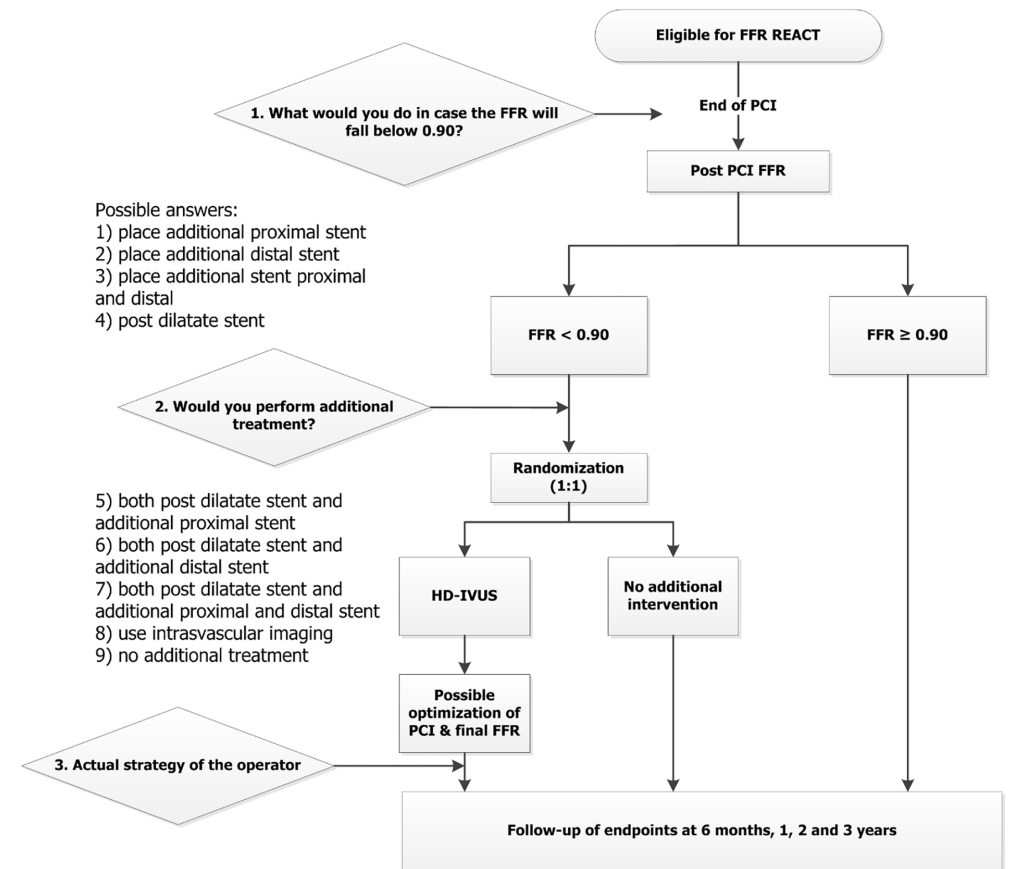 Eligible for FFR REACT
1. What would you do in case the FFR will
fall below 0.90?
End of PCI
Post PCI FFR
Possible answers:
1) place additional proximal stent
2) place additional distal stent
3) place additional stent proximal
and distal
4) post dilatate stent
FFR < 0.90
FFR ≥ 0.90
2. Would you perform additional
treatment?
Randomization
(1:1)
5) both post dilatate stent and
additional proximal stent
6) both post dilatate stent and
additional distal stent
7) both post dilatate stent and
additional proximal and distal stent
8) use intrasvascular imaging
9) no additional treatment
HD-IVUS
No additional
intervention
Possible
optimization of
PCI & final FFR
3. Actual strategy of the operator
Follow-up of endpoints at 6 months, 1, 2 and 3 years